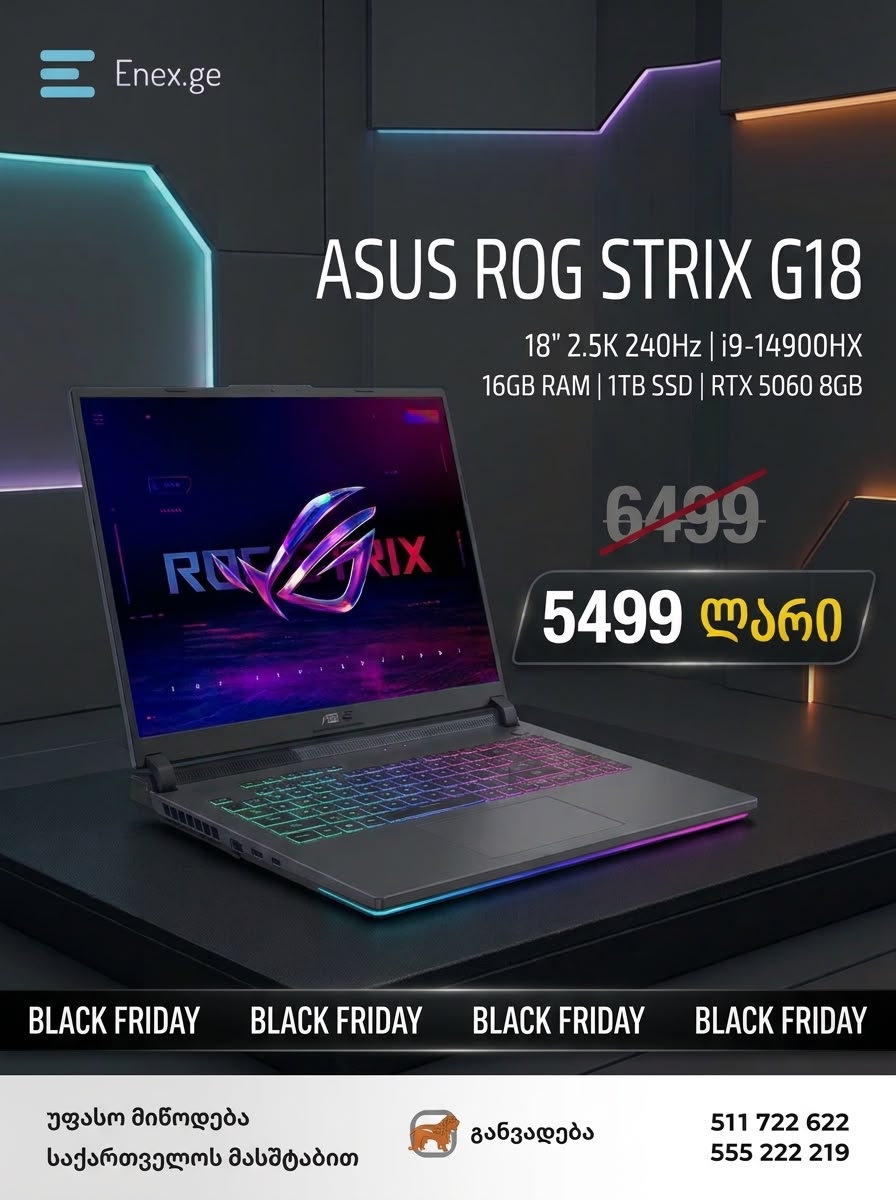 Enex.ge
ASUS ROG STRIX G18
18" 2.5K 240Hz | i9-14900HX
16GB RAM | 1TB SSD | RTX 5060 8GB
6499
5499 ლარი
BLACK FRIDAY BLACK FRIDAY BLACK FRIDAY BLACK FRIDAY
უფასო მიწოდება
საქართველოს მასშტაბით
განვადება
511 722 622
555 222 219